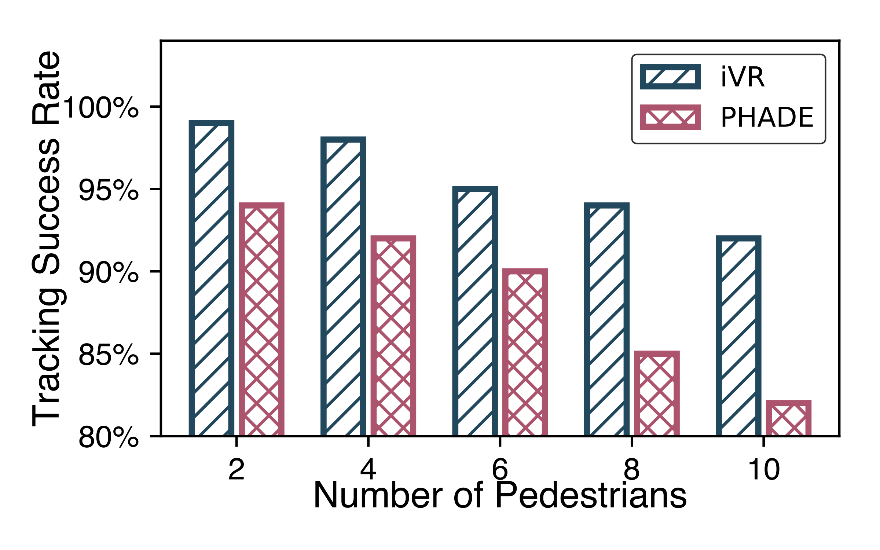 Tracking Success Rate
100%
95%
90%
85%
80%
iVR
PHADE
2 4 6 8 10
Number of Pedestrians